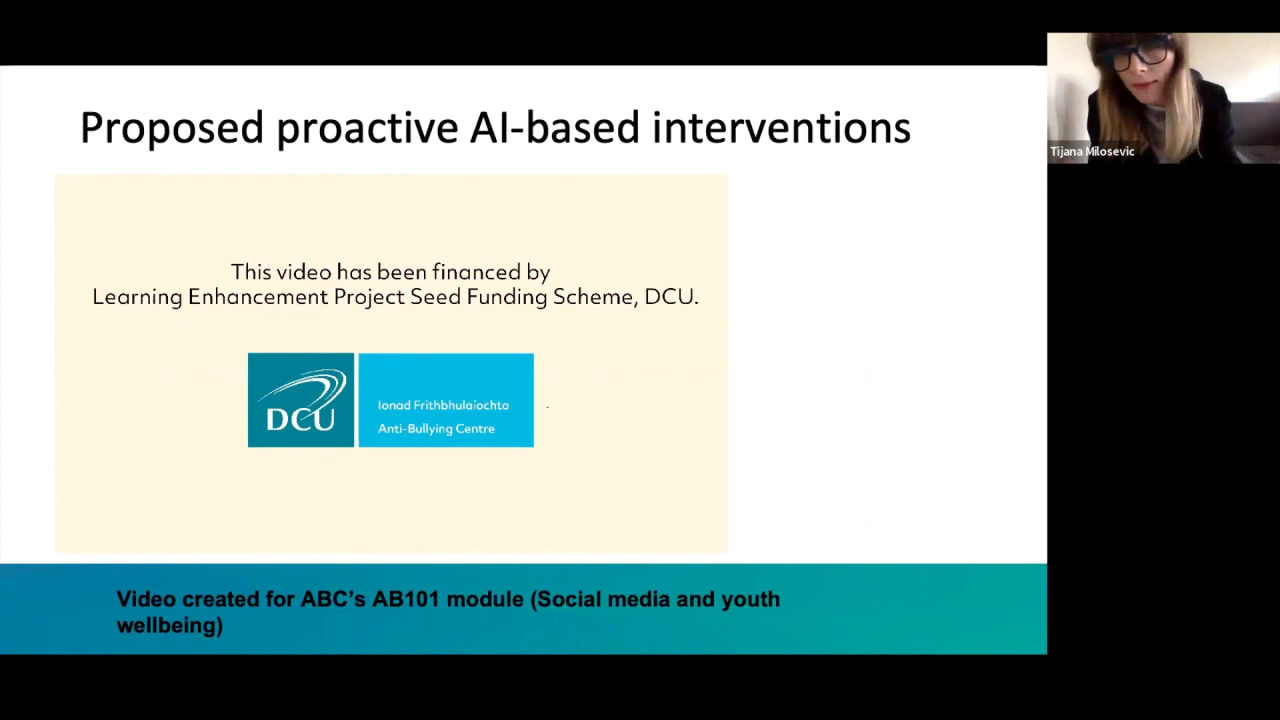 Proposed proactive AI-based interventions
Tijana Milosevic
This video has been financed by
Learning Enhancement Project Seed Funding Scheme, DCU.
DCU
Ionad Frithbhulaíochta
Anti-Bullying Centre
Video created for ABC's AB101 module (Social media and youth
wellbeing)